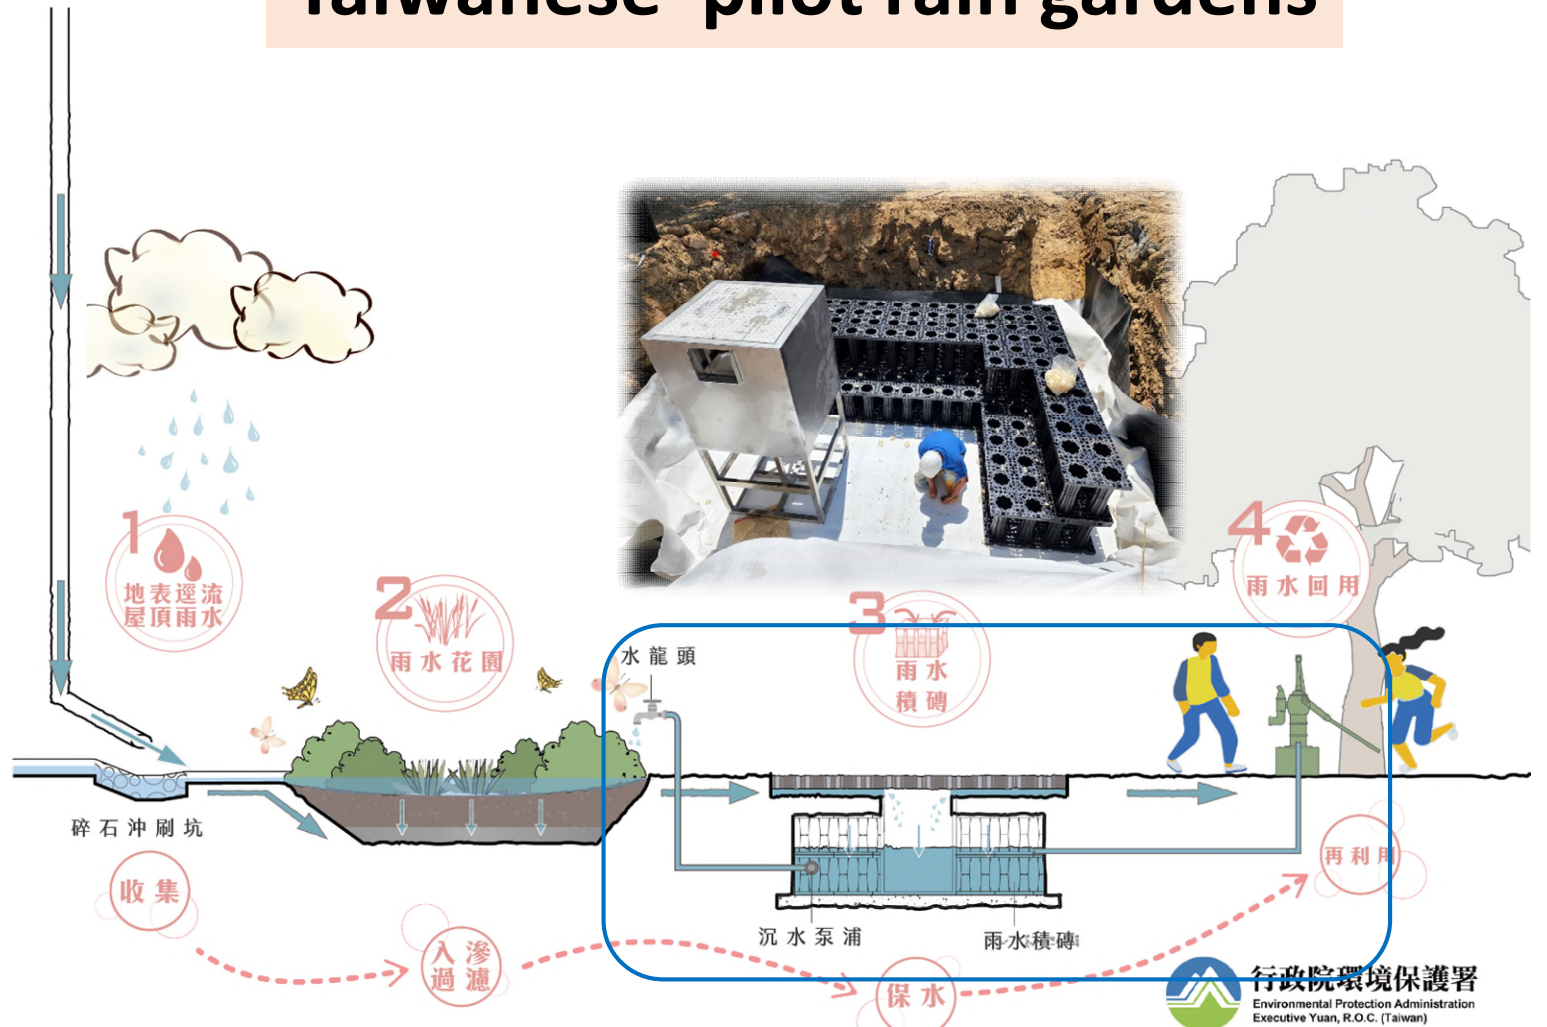 Taiwanese pilot rain gardens
1
地表逕流
屋頂雨水
2
雨水花園
水龍頭
3
雨水
積磚
4
雨水回用
碎石沖刷坑
收集
入滲
過濾
沉水泵浦
雨水積磚
保水
再利用
行政院環境保護署
Environmental Protection Administration
Executive Yuan, R.O.C. (Taiwan)